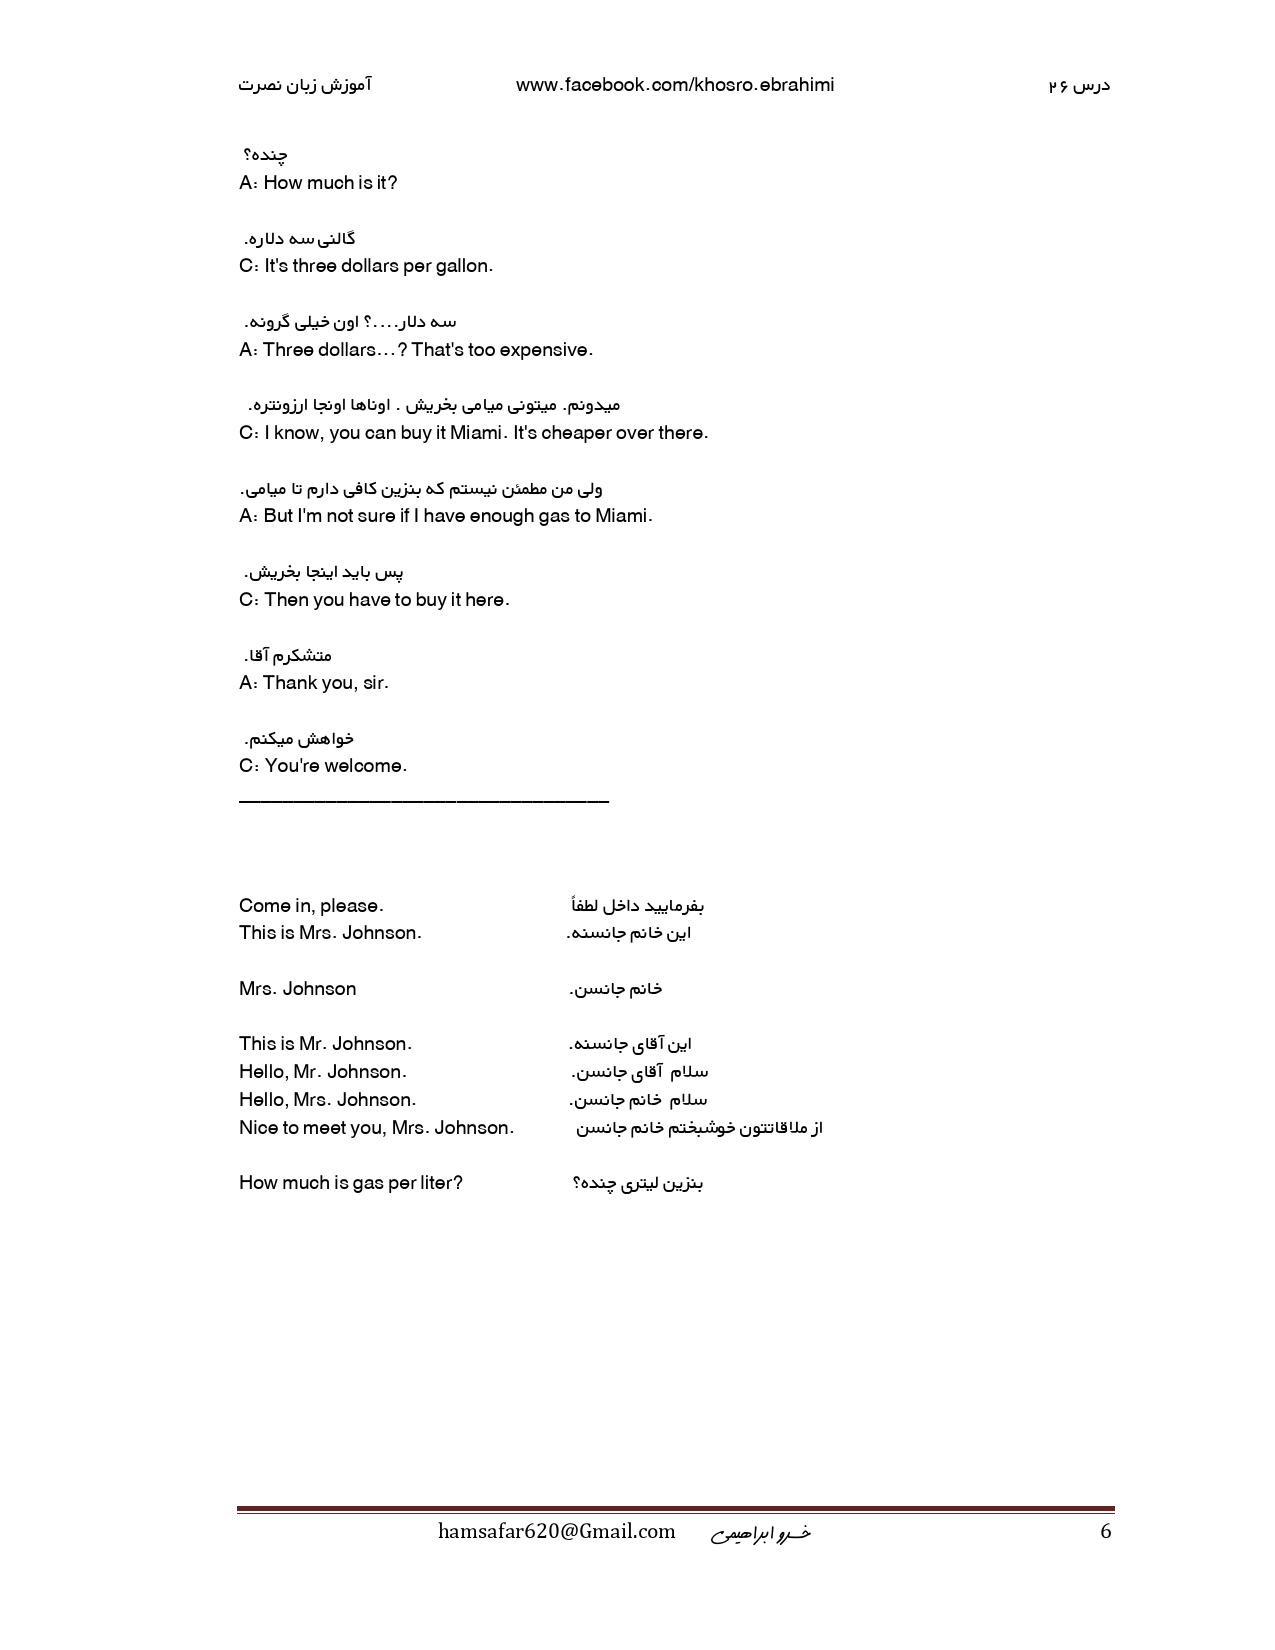 آموزش زبان نصرت www.facebook.com/khosro.ebrahimi درس ۲۶
چنده؟
A: How much is it?
گالنی سه دلاره.
C: It's three dollars per gallon.
سه دلار....؟ اون خیلی گرونه.
A: Three dollars...? That's too expensive.
میدونم. میتونی میامی بخریش . اوناها اونجا ارزونتره.
C: I know, you can buy it Miami. It's cheaper over there.
ولی من مطمئن نیستم که بنزین کافی دارم تا میامی.
A: But I'm not sure if I have enough gas to Miami.
پس باید اینجا بخریش.
C: Then you have to buy it here.
متشکرم آقا.
A: Thank you, sir.
خواهش میکنم.
C: You're welcome.
Come in, please. بفرمایید داخل لطفاً
This is Mrs. Johnson. این خانم جانسنه.
Mrs. Johnson خانم جانسن.
This is Mr. Johnson. این آقای جانسنه.
Hello, Mr. Johnson. سلام آقای جانسن.
Hello, Mrs. Johnson. سلام خانم جانسن.
Nice to meet you, Mrs. Johnson. از ملاقاتتون خوشبختم خانم جانسن
How much is gas per liter? بنزین لیتری چنده؟
hamsafar620@Gmail.com خسرو ابراهیمی 6